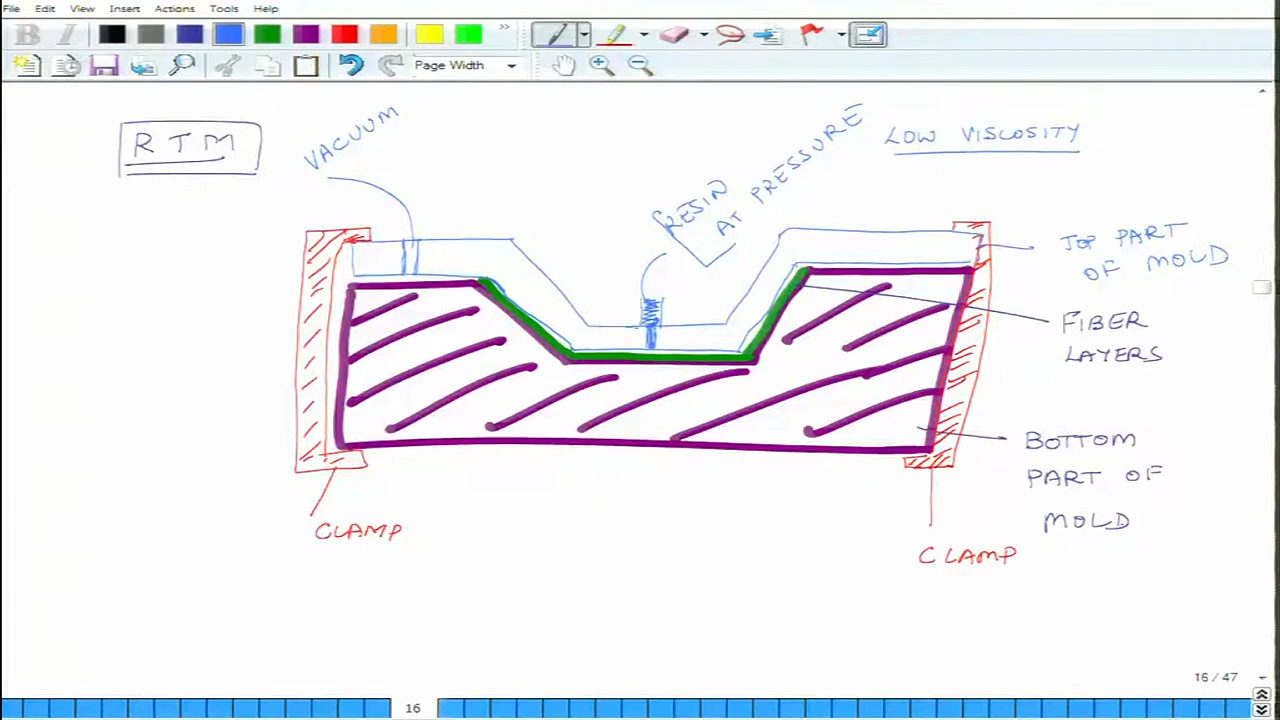 File Edit View Insert Actions Tools Help
B I
Page Width
RTM
VACUUM
RESIN
AT PRESSURE
LOW VISCOSITY
TOP PART
OF MOLD
FIBER
LAYERS
BOTTOM
PART OF
MOLD
CLAMP
CLAMP
16 / 47
16